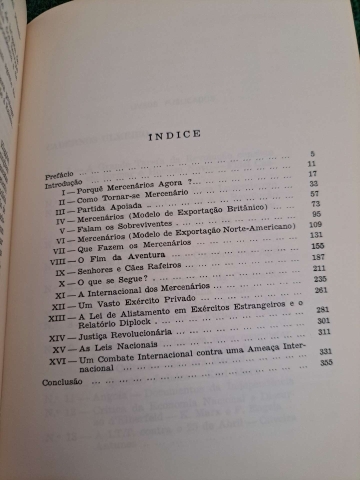 INDICE
Prefácio ... 5
Introdução ... 11
I — Porquê Mercenários Agora ? ... 17
II — Como Tornar-se Mercenário ... 33
III — Partida Apoiada ... 57
IV — Mercenários (Modelo de Exportação Britânico) ... 73
V — Falam os Sobreviventes ... 95
VI — Mercenários (Modelo de Exportação Norte-Americano) 109
VII — Que Fazem os Mercenários ... 131
VIII — O Fim da Aventura ... 155
IX — Senhores e Cães Rafeiros ... 187
X — O que se Segue? ... 211
XI — A Internacional dos Mercenários ... 235
XII — Um Vasto Exército Privado ... 261
XIII — A Lei de Alistamento em Exércitos Estrangeiros e o
Relatório Diplock ... 281
XIV — Justiça Revolucionária ... 301
XV — As Leis Nacionais ... 311
XVI — Um Combate Internacional contra uma Ameaça Inter-
nacional ... 331
Conclusão ... 355